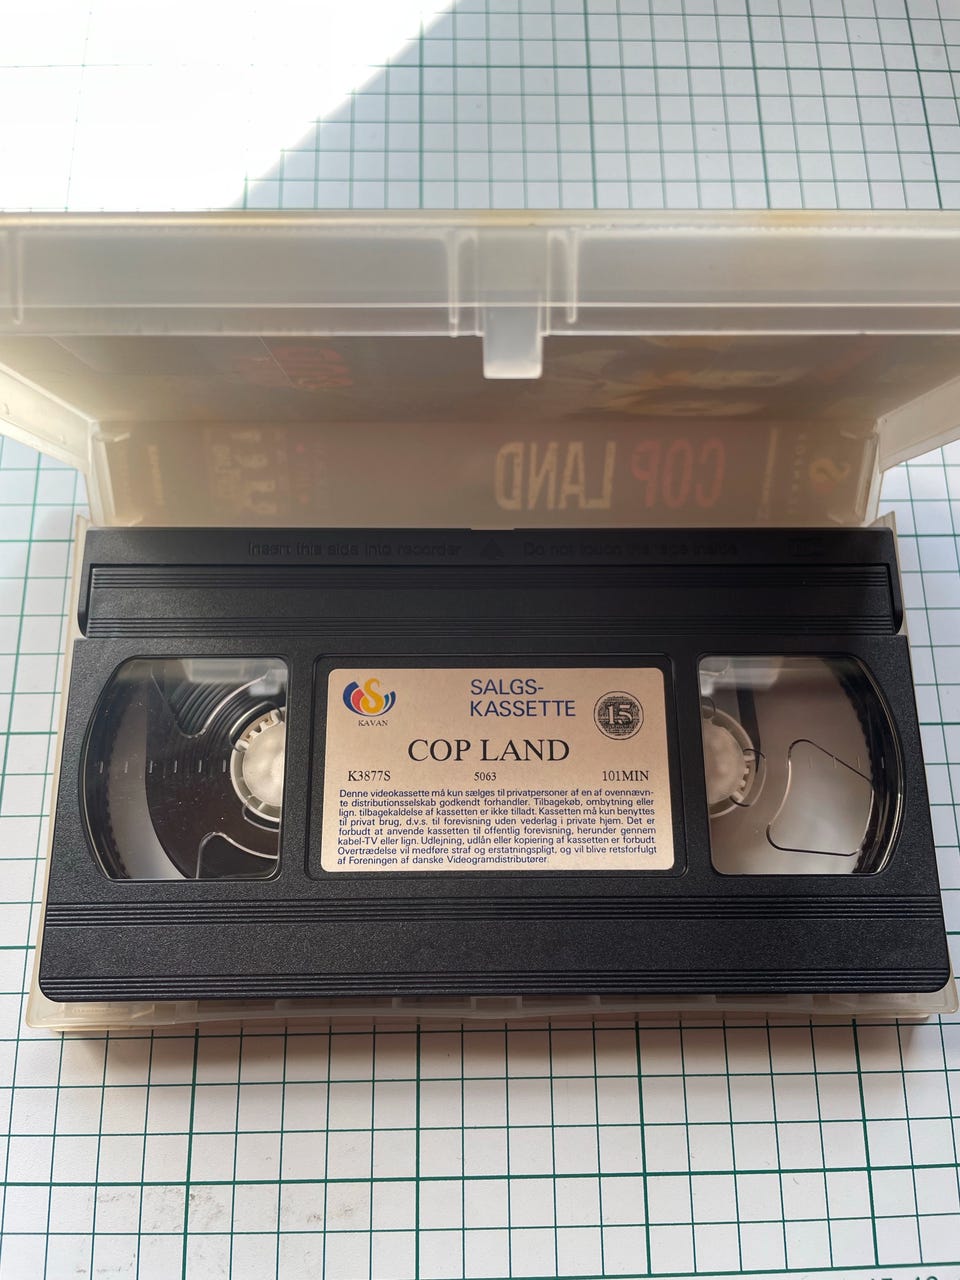 COP LAND
Insert this side into recorder
Do not touch the tape inside
KAVAN
SALGS-
KASSETTE
15
COP LAND
K3877S 5063 101MIN
Denne videokassette må kun sælges til privatpersoner af en af ovennævn-
te distributionsselskab godkendt forhandler. Tilbagekøb, ombytning eller
lign. tilbagekaldelse af kassetten er ikke tilladt. Kassetten må kun benyttes
til privat brug, d.v.s. til forevisning uden vederlag i private hjem. Det er
forbudt at anvende kassetten til offentlig forevisning, herunder gennem
kabel-TV eller lign. Udlejning, udlån eller kopiering af kassetten er forbudt.
Overtrædelse vil medføre straf og erstatningspligt, og vil blive retsforfulgt
af Foreningen af danske Videogramdistributører.